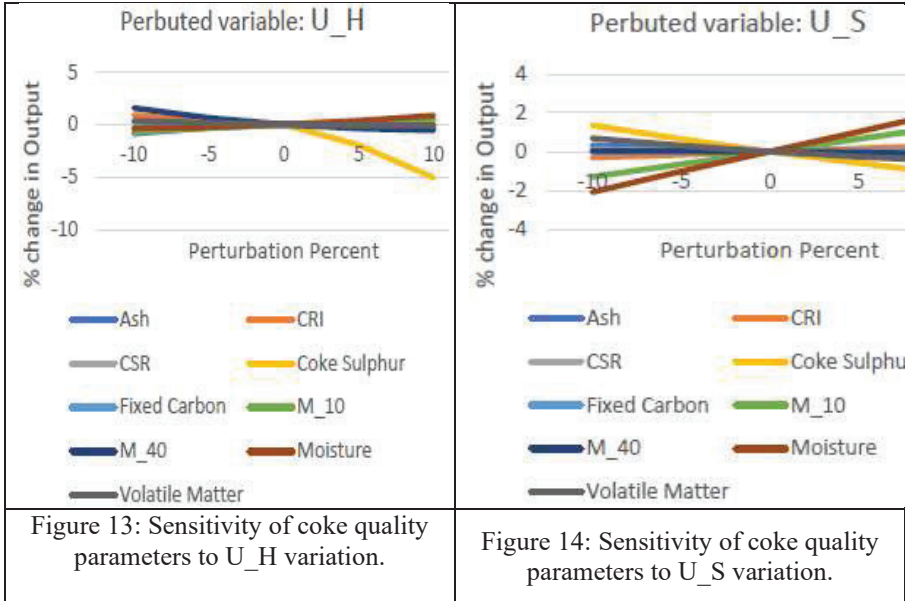 Perbuted variable: U_H
5
0
-5
-10
-10
-5
0
5
10
% change in Output
Perturbation Percent
Ash
CRI
CSR
Coke Sulphur
Fixed Carbon
M_10
M_40
Moisture
Volatile Matter
Figure 13: Sensitivity of coke quality
parameters to U_H variation.
Perbuted variable: U_S
4
2
0
-2
-4
-10
-5
0
5
% change in Output
Perturbation Percent
Ash
CRI
CSR
Coke Sulphu
Fixed Carbon
M_10
M_40
Moisture
Volatile Matter
Figure 14: Sensitivity of coke quality
parameters to U_S variation.